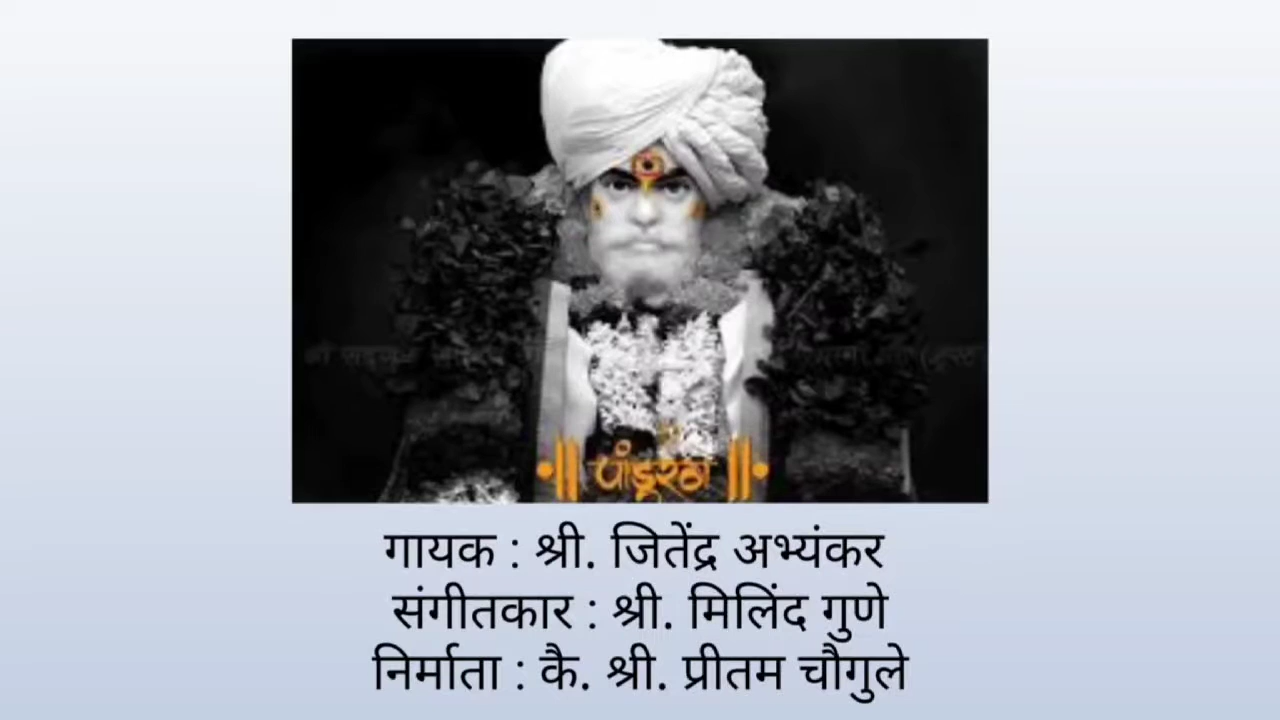 ॥ पांडूरंग ॥
गायक : श्री. जितेंद्र अभ्यंकर
संगीतकार : श्री. मिलिंद गुणे
निर्माता : कै. श्री. प्रीतम चौगुले